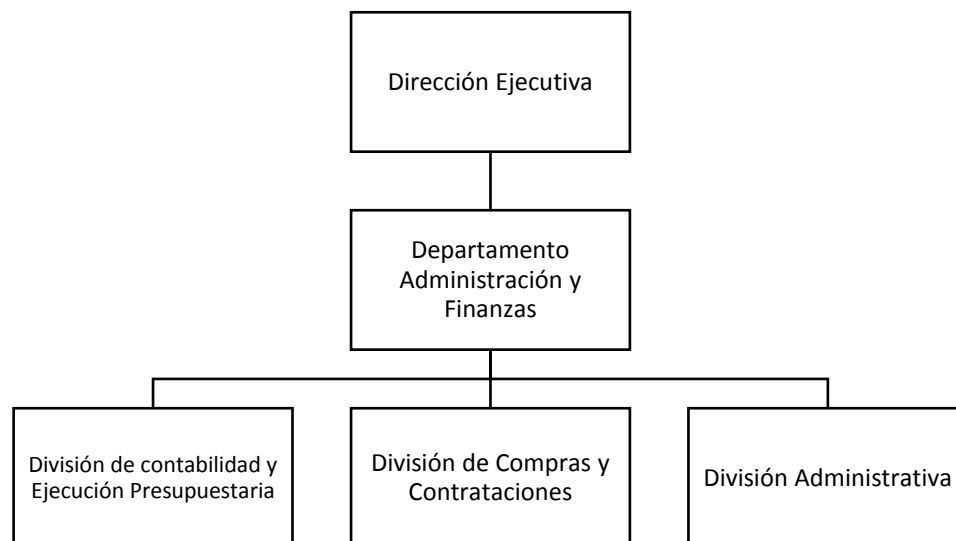 Dirección Ejecutiva
Departamento
Administración y
Finanzas
División de contabilidad y
Ejecución Presupuestaria
División de Compras y
Contrataciones
División Administrativa